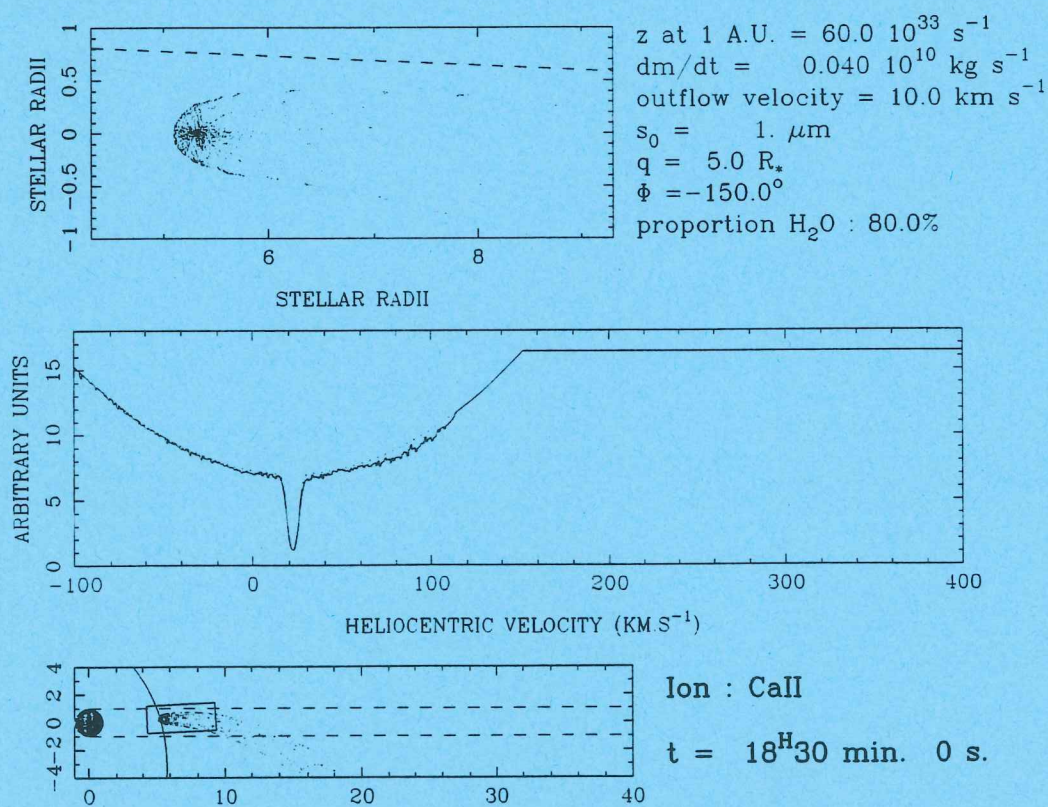 z at 1 A.U. = 60.0 10³³ s⁻¹
dm/dt = 0.040 10¹⁰ kg s⁻¹
outflow velocity = 10.0 km s⁻¹
s₀ = 1. μm
q = 5.0 R*
Φ =−150.0°
proportion H₂O : 80.0%
STELLAR RADII
1
0.5
0
−0.5
−1
6 8
STELLAR RADII
ARBITRARY UNITS
15
10
5
0
−100 0 100 200 300 400
HELIOCENTRIC VELOCITY (KM.S⁻¹)
4
2
0
−2
−4
0 10 20 30 40
Ion : CaII
t = 18ᴴ30 min. 0 s.